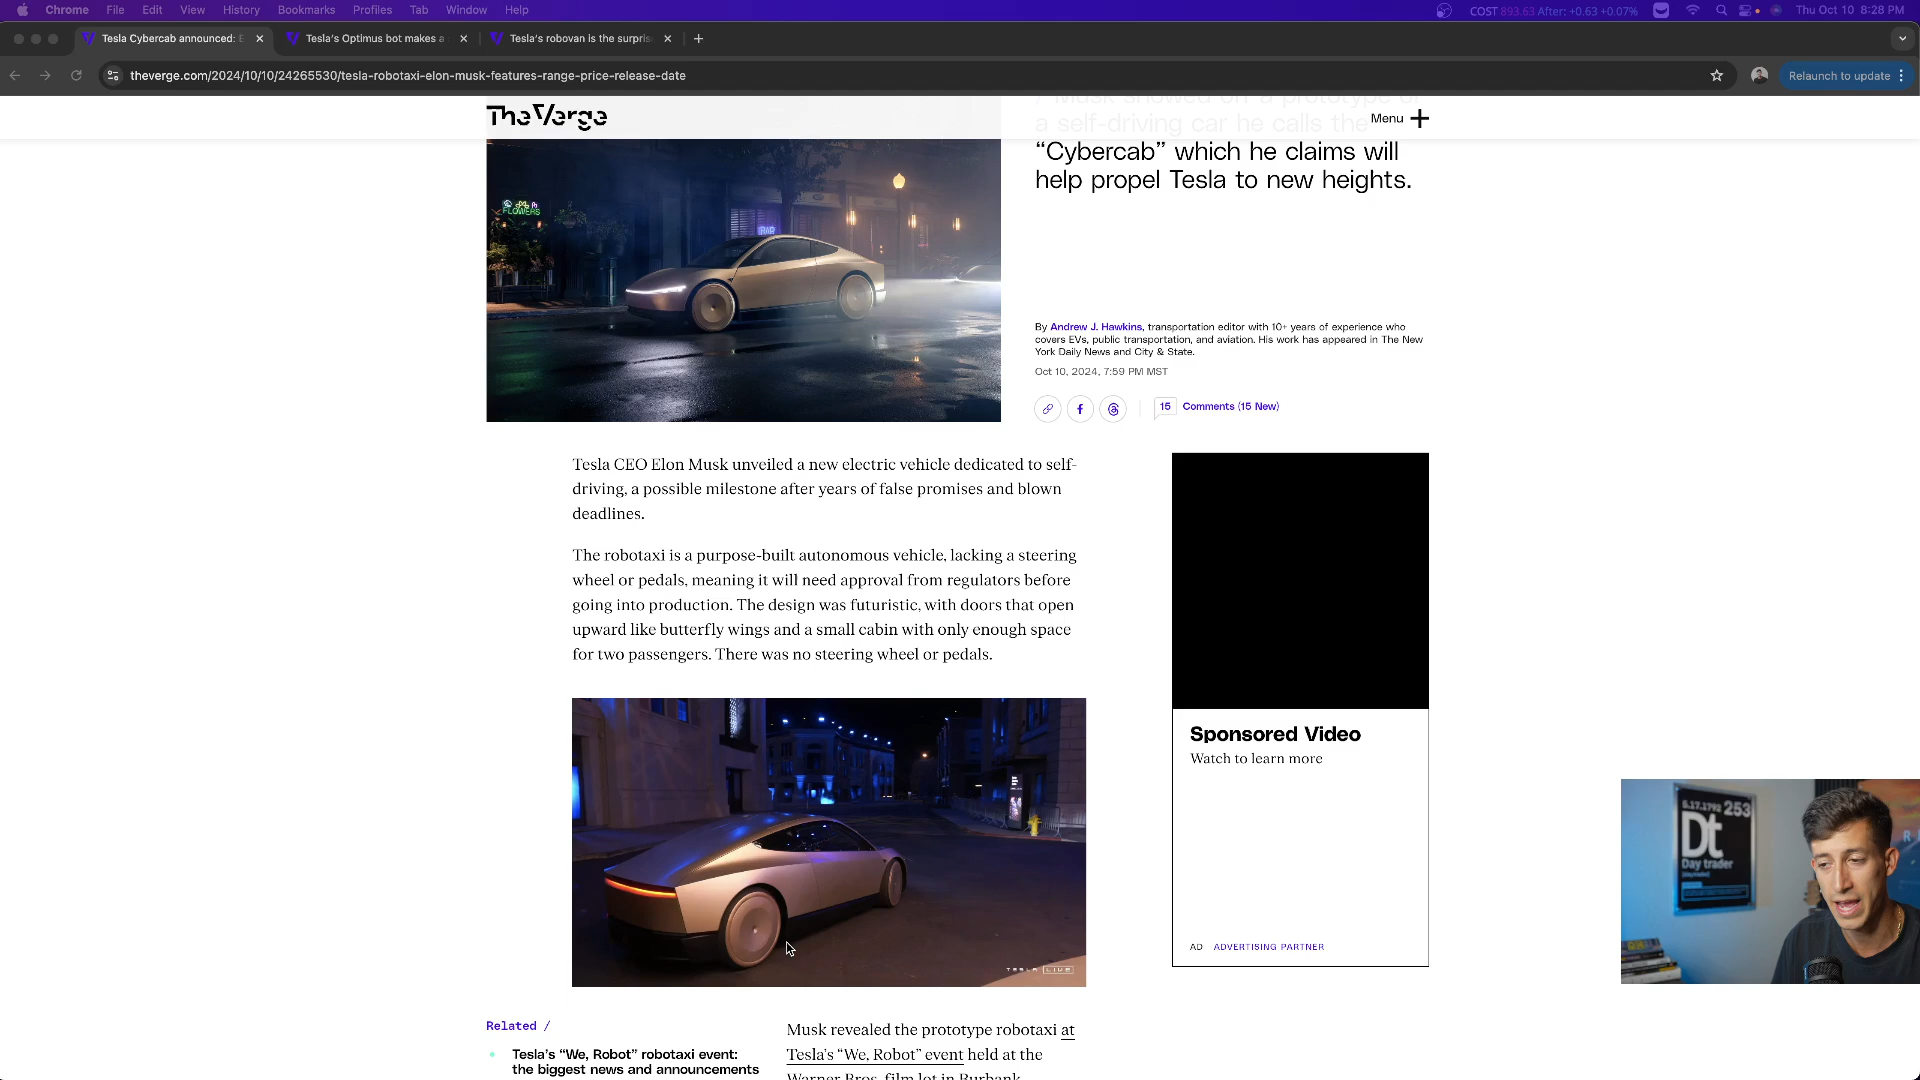 Chrome File Edit View History Bookmarks Profiles Tab Window Help
COST 893.63 After: +0.63 +0.07%
Thu Oct 10 8:28 PM
Tesla Cybercab announced: E
Tesla's Optimus bot makes a
Tesla's robovan is the surpris
theverge.com/2024/10/10/24265530/tesla-robotaxi-elon-musk-features-range-price-release-date
Relaunch to update
The Verge
Menu
/ Musk showed off a prototype of
a self-driving car he calls the
“Cybercab” which he claims will
help propel Tesla to new heights.
FLOWERS
BAR
By Andrew J. Hawkins, transportation editor with 10+ years of experience who
covers EVs, public transportation, and aviation. His work has appeared in The New
York Daily News and City & State.
Oct 10, 2024, 7:59 PM MST
15 Comments (15 New)
Tesla CEO Elon Musk unveiled a new electric vehicle dedicated to self-
driving, a possible milestone after years of false promises and blown
deadlines.
The robotaxi is a purpose-built autonomous vehicle, lacking a steering
wheel or pedals, meaning it will need approval from regulators before
going into production. The design was futuristic, with doors that open
upward like butterfly wings and a small cabin with only enough space
for two passengers. There was no steering wheel or pedals.
TESLA LIVE
Sponsored Video
Watch to learn more
AD ADVERTISING PARTNER
5.17.1792 253
Dt
Day trader
Related /
Tesla’s “We, Robot” robotaxi event:
the biggest news and announcements
Musk revealed the prototype robotaxi at
Tesla’s “We, Robot” event held at the
Warner Bros. film lot in Burbank,